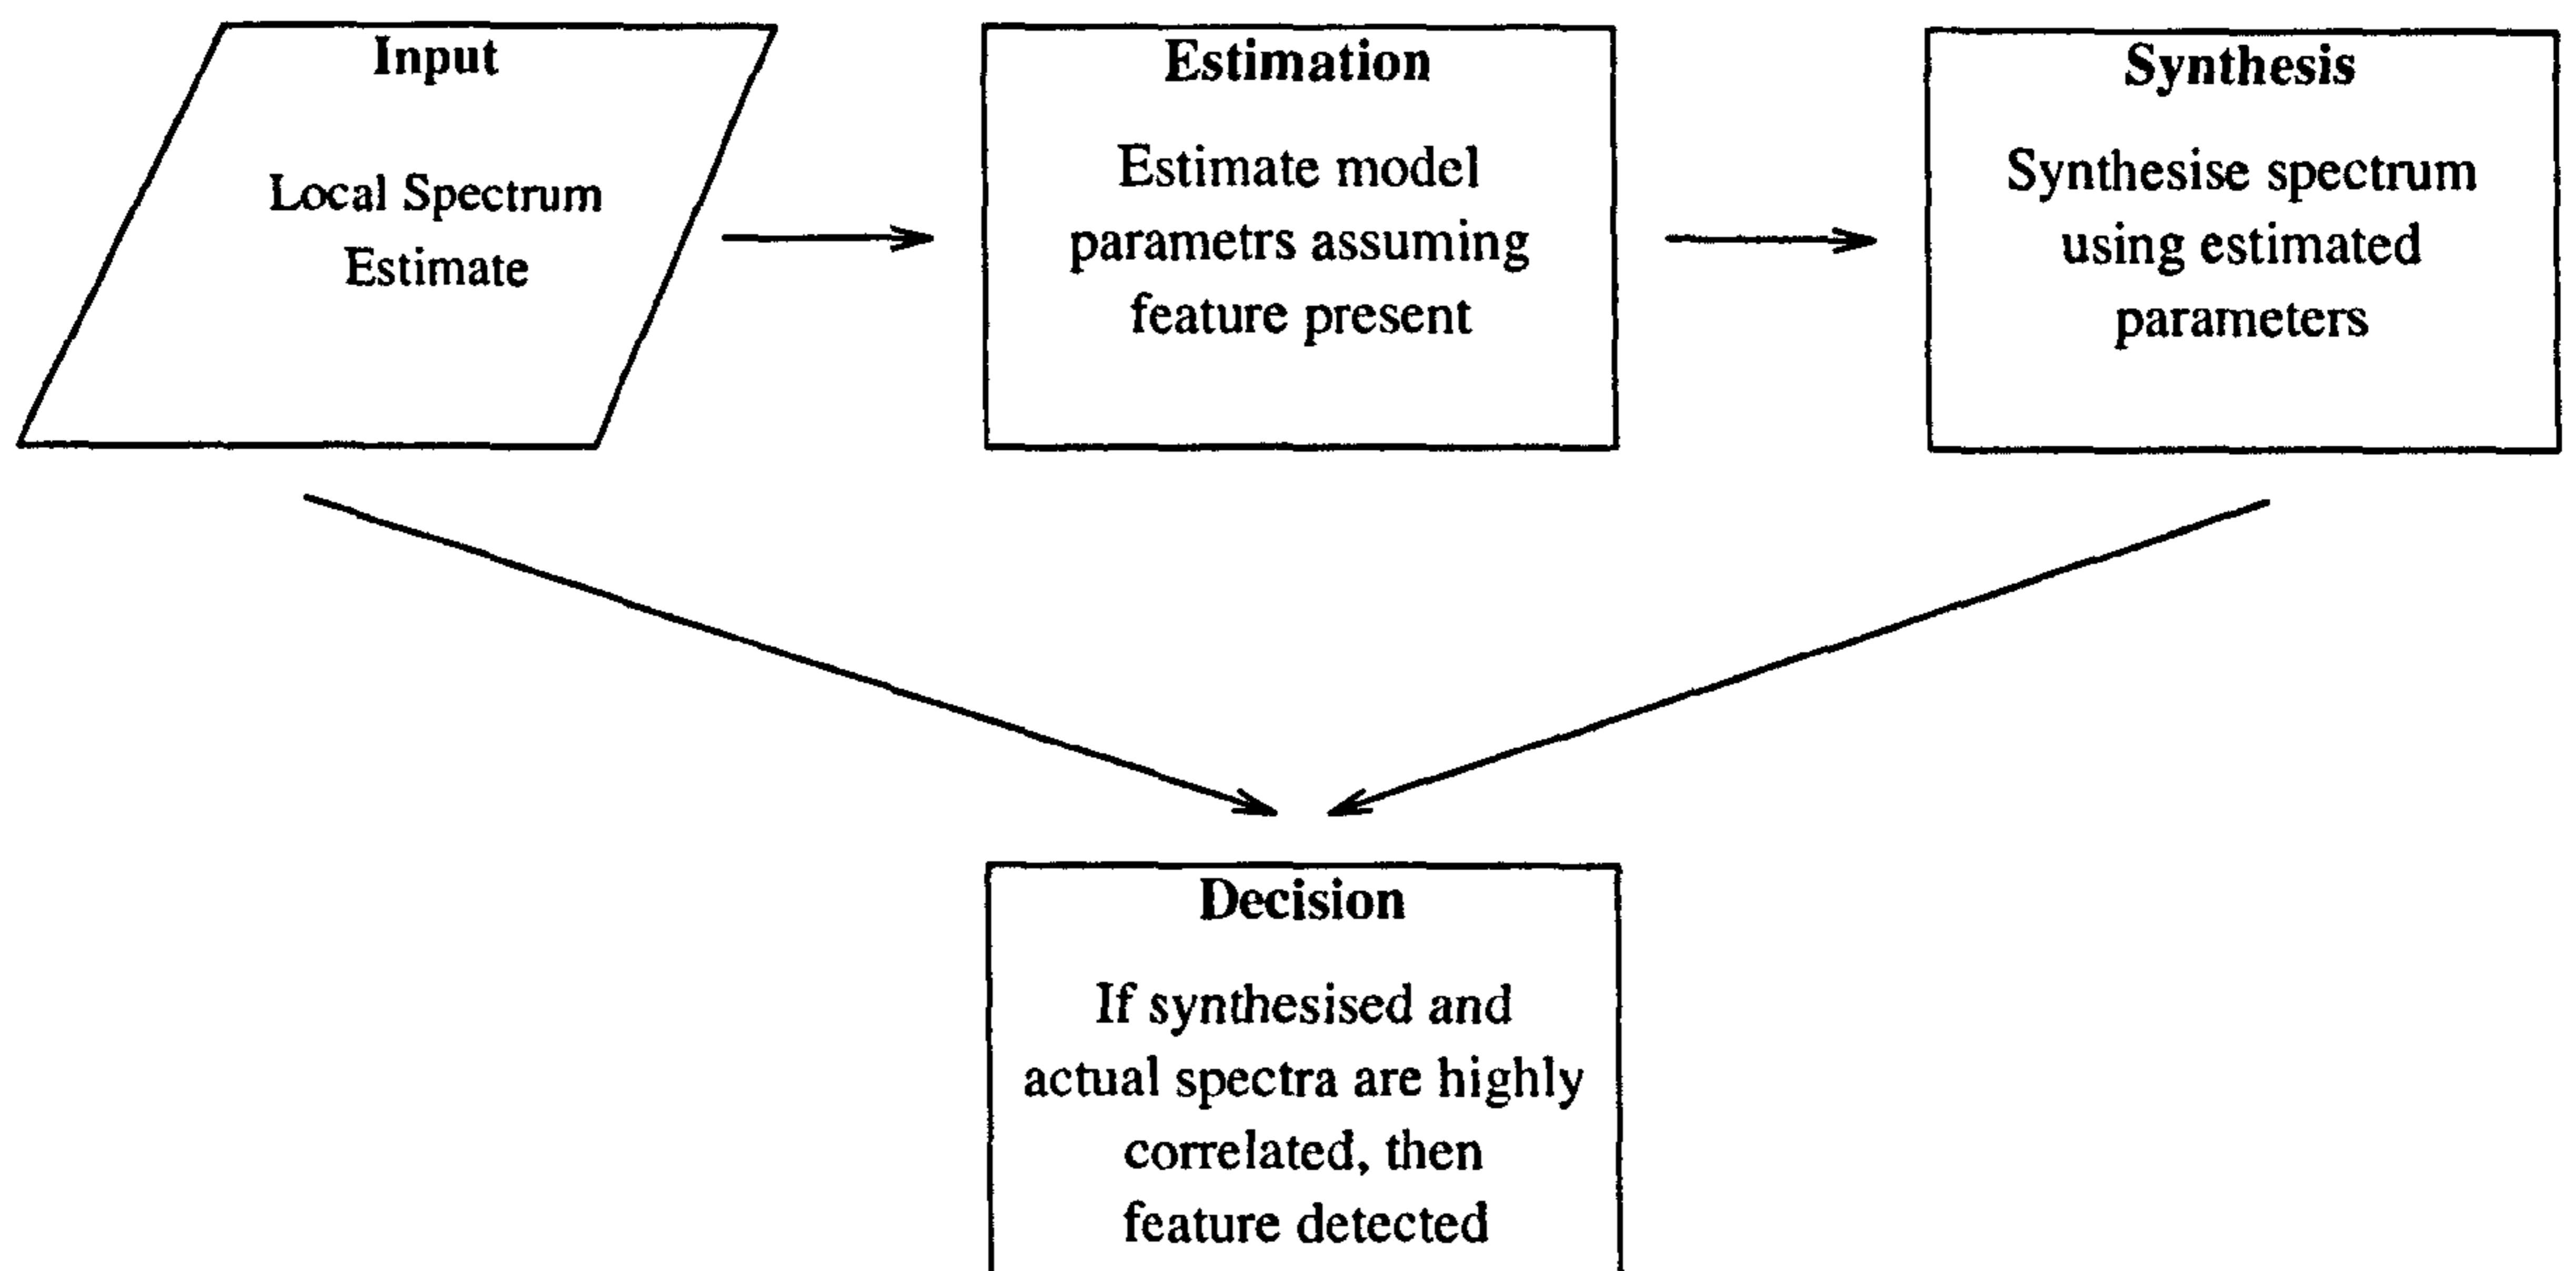 Input
Local Spectrum
Estimate
Estimation
Estimate model
parametrs assuming
feature present
Synthesis
Synthesise spectrum
using estimated
parameters
Decision
If synthesised and
actual spectra are highly
correlated, then
feature detected